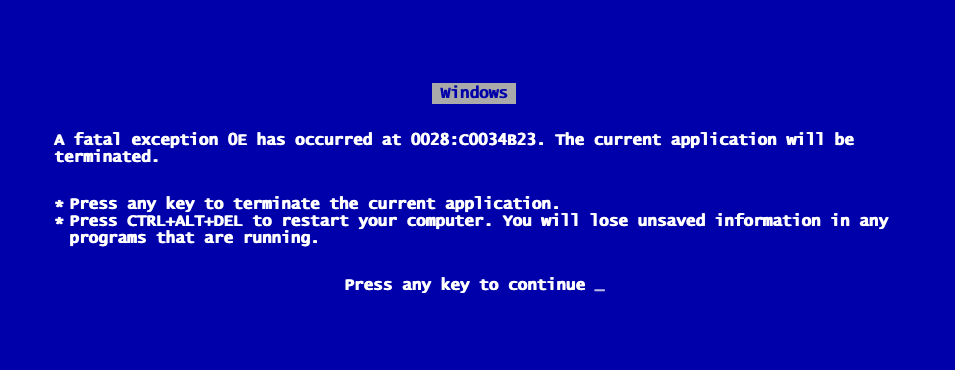 Windows
A fatal exception 0E has occurred at 0028:C0034B23. The current application will be
terminated.
* Press any key to terminate the current application.
* Press CTRL+ALT+DEL to restart your computer. You will lose unsaved information in any
programs that are running.
Press any key to continue _